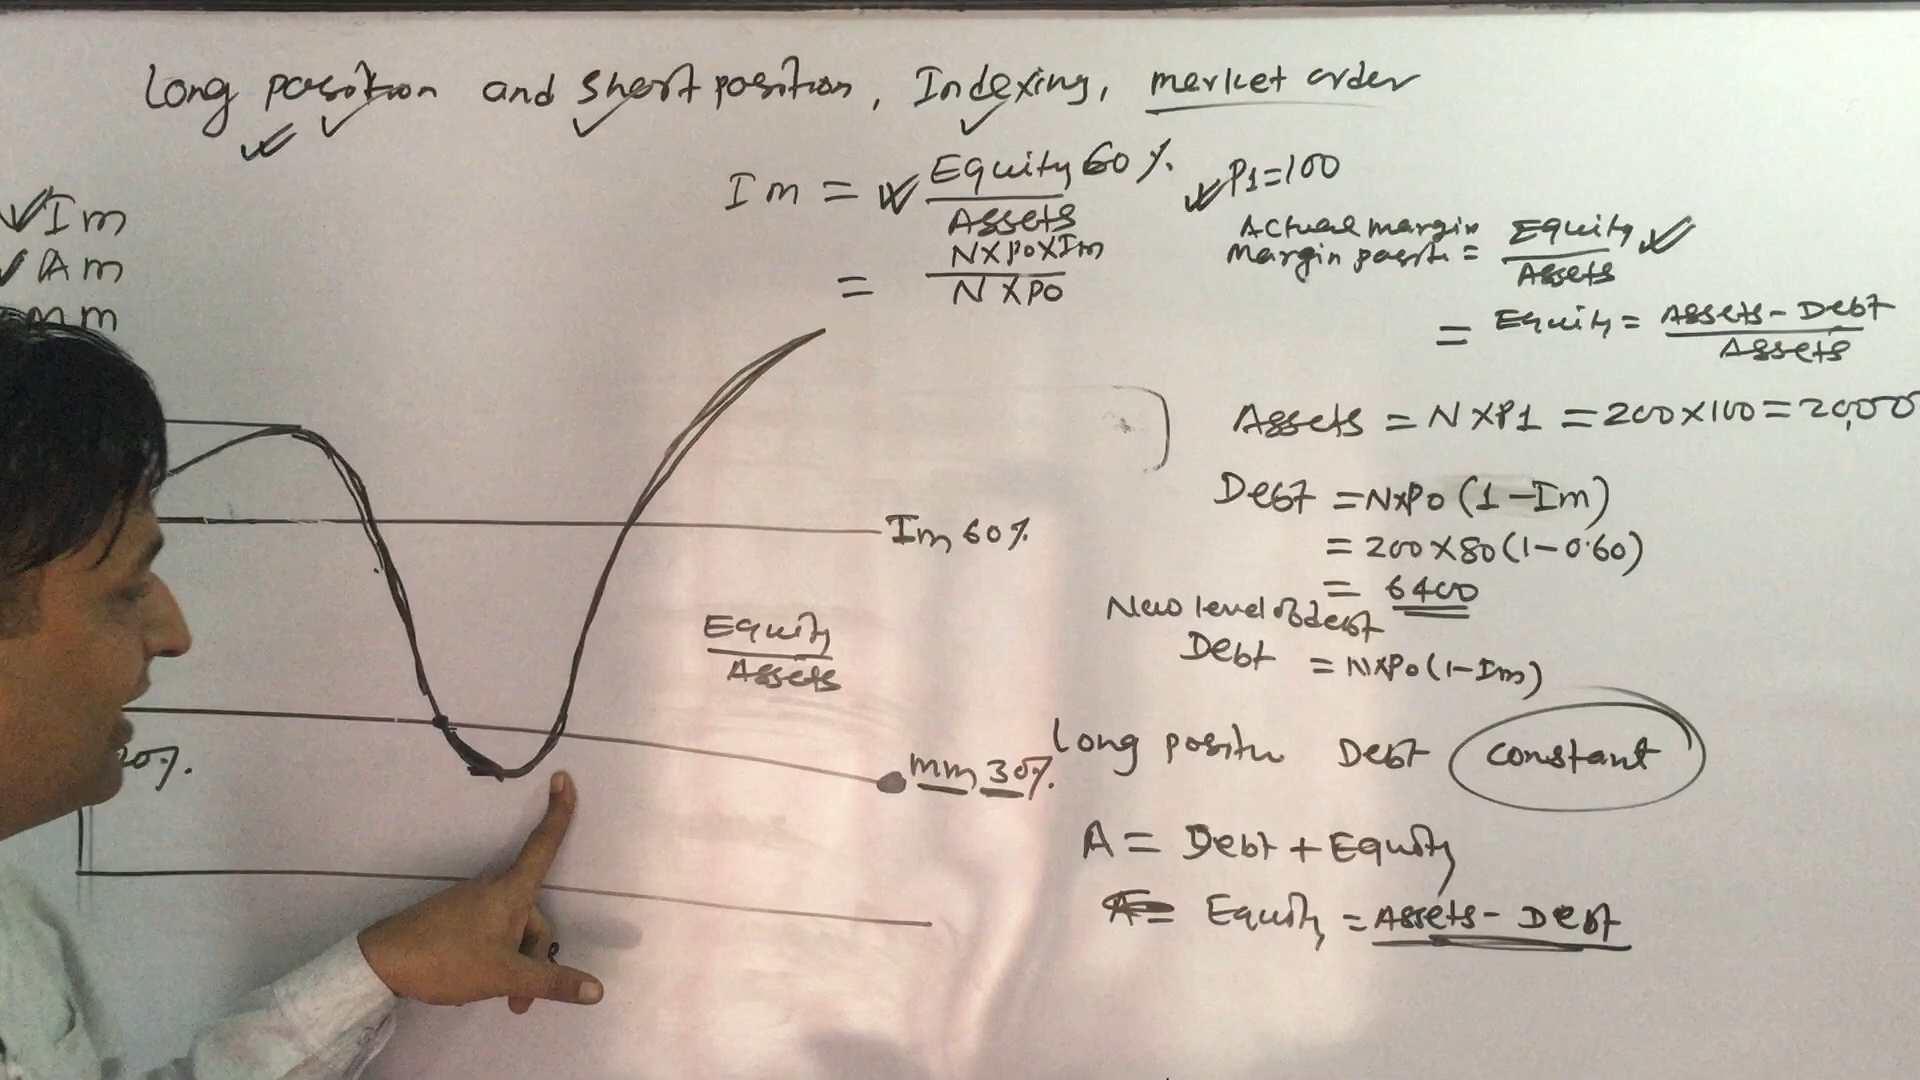 Long position and short position, Indexing, market order
Im
Am
mm
Im = Equity 60%
Assets
= N×P0×Im
N×P0
P1=100
Actual margin
Margin positn = Equity
Assets
= Equity = Assets - Debt
Assets
Assets = N×P1 = 200×100 = 20,000
Debt = N×P0 (1-Im)
= 200×80 (1-0.60)
= 6400
New level of debt
Debt = N×P0 (1-Im)
Im 60%
Equity
Assets
20%.
mm 30%.
Long positn Debt constant
A = Debt + Equity
Equity = Assets - Debt